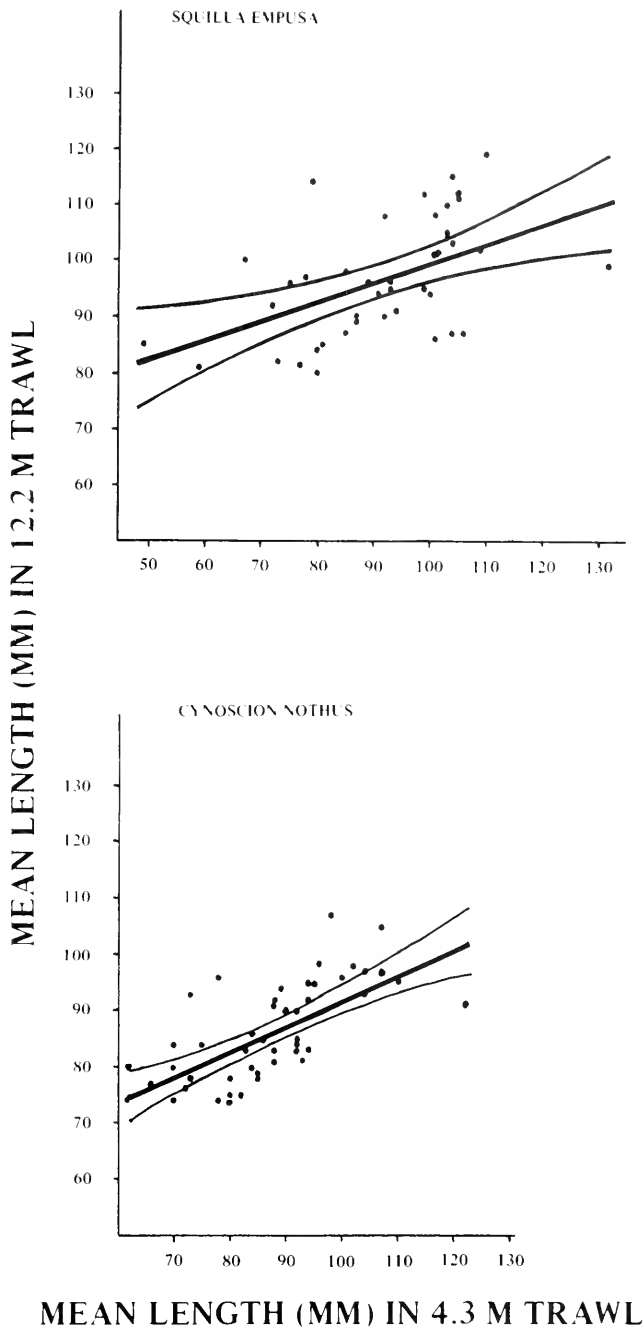 SQUILLA EMPUSA
130
120
110
100
90
80
70
60
50 60 70 80 90 100 110 120 130
MEAN LENGTH (MM) IN 12.2 M TRAWL
CYNOSCION NOTHUS
130
120
110
100
90
80
70
60
70 80 90 100 110 120 130
MEAN LENGTH (MM) IN 4.3 M TRAWL